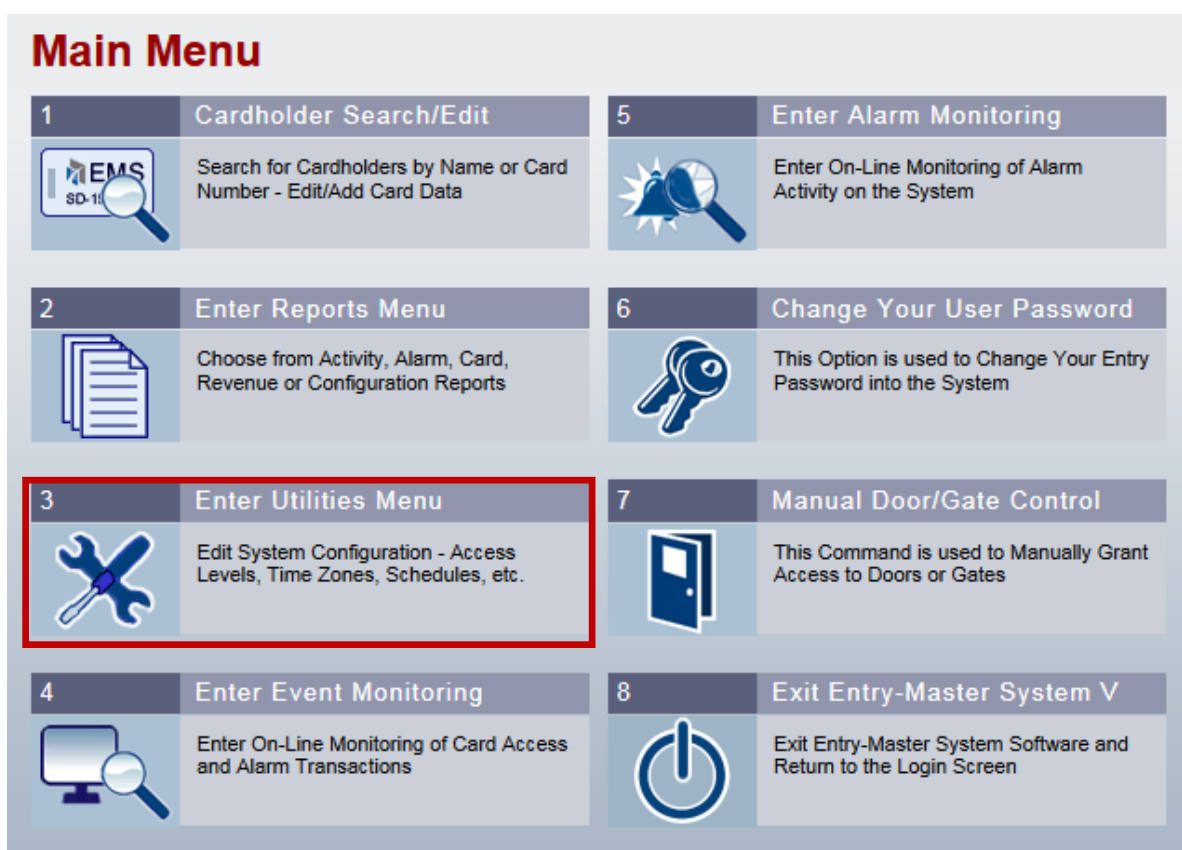 Main Menu
1 Cardholder Search/Edit
EMS
SD-15
Search for Cardholders by Name or Card
Number - Edit/Add Card Data
2 Enter Reports Menu
Choose from Activity, Alarm, Card,
Revenue or Configuration Reports
3 Enter Utilities Menu
Edit System Configuration - Access
Levels, Time Zones, Schedules, etc.
4 Enter Event Monitoring
Enter On-Line Monitoring of Card Access
and Alarm Transactions
5 Enter Alarm Monitoring
Enter On-Line Monitoring of Alarm
Activity on the System
6 Change Your User Password
This Option is used to Change Your Entry
Password into the System
7 Manual Door/Gate Control
This Command is used to Manually Grant
Access to Doors or Gates
8 Exit Entry-Master System V
Exit Entry-Master System Software and
Return to the Login Screen